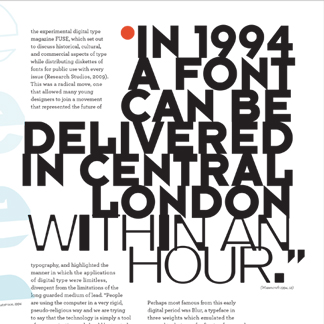 the experimental digital type
magazine FUSE, which set out
to discuss historical, cultural,
and commercial aspects of type
while distributing diskettes of
fonts for public use with every
issue (Research Studies, 2009).
This was a radical move, one
that allowed many young
designers to join a movement
that represented the future of
IN 1994
A FONT
CAN BE
DELIVERED
IN CENTRAL
LONDON
WITHIN AN
HOUR.”
typography, and highlighted the
manner in which the applications
of digital type were limitless,
divergent from the limitations of the
long guarded medium of lead: "People
are using the computer in a very rigid,
pseudo-religious way and we are trying
to say that the technology is simply a tool
Perhaps most famous from this early
digital period was Blur, a typeface in
three weights which emulated the